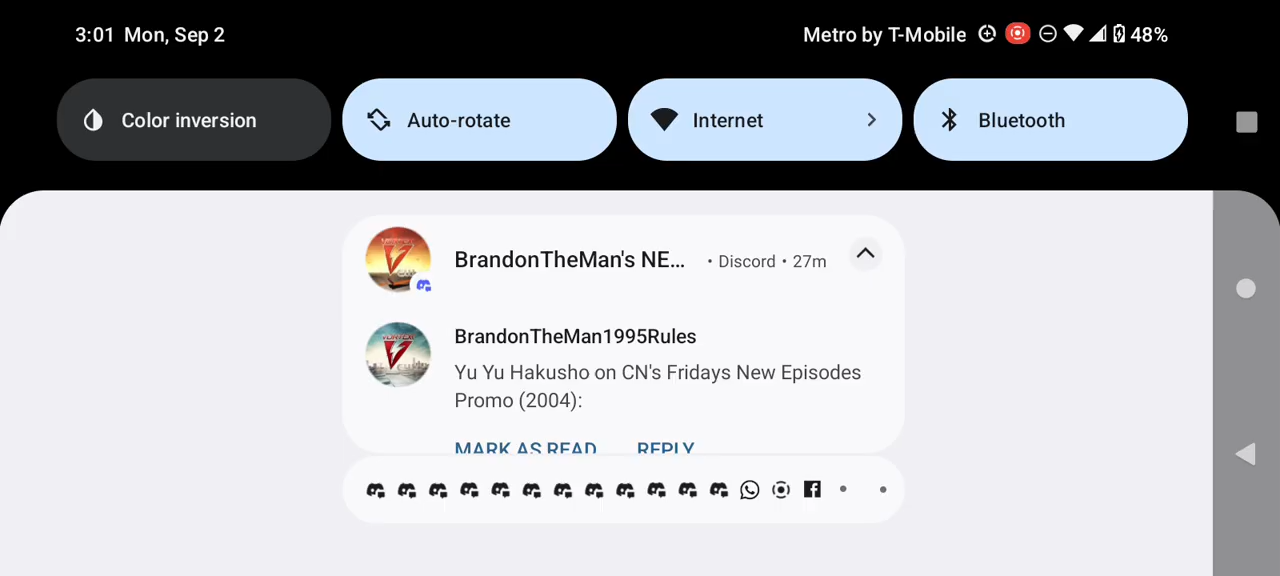 3:01 Mon, Sep 2
Metro by T-Mobile 48%
Color inversion
Auto-rotate
Internet
Bluetooth
BrandonTheMan's NE... • Discord • 27m
BrandonTheMan1995Rules
Yu Yu Hakusho on CN's Fridays New Episodes
Promo (2004):
MARK AS READ REPLY